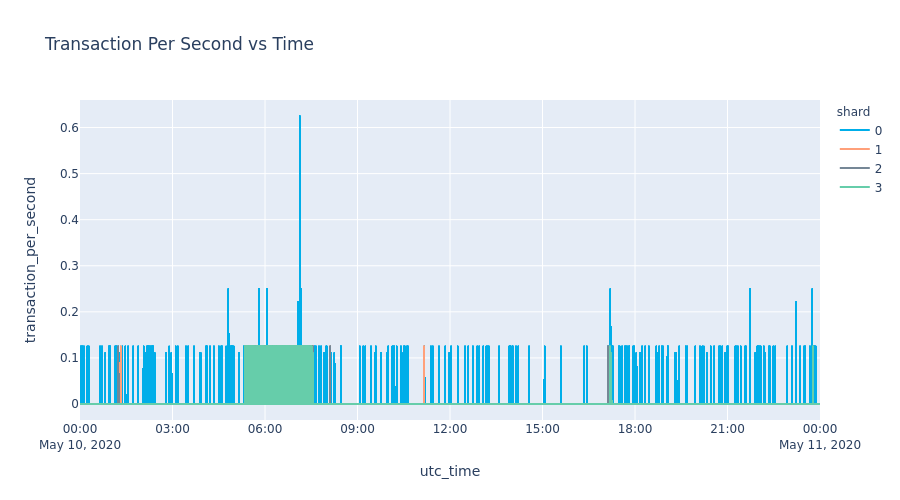 Transaction Per Second vs Time
shard
0
1
2
3
transaction_per_second
0.6
0.5
0.4
0.3
0.2
0.1
0
00:00 03:00 06:00 09:00 12:00 15:00 18:00 21:00 00:00
May 10, 2020 May 11, 2020
utc_time